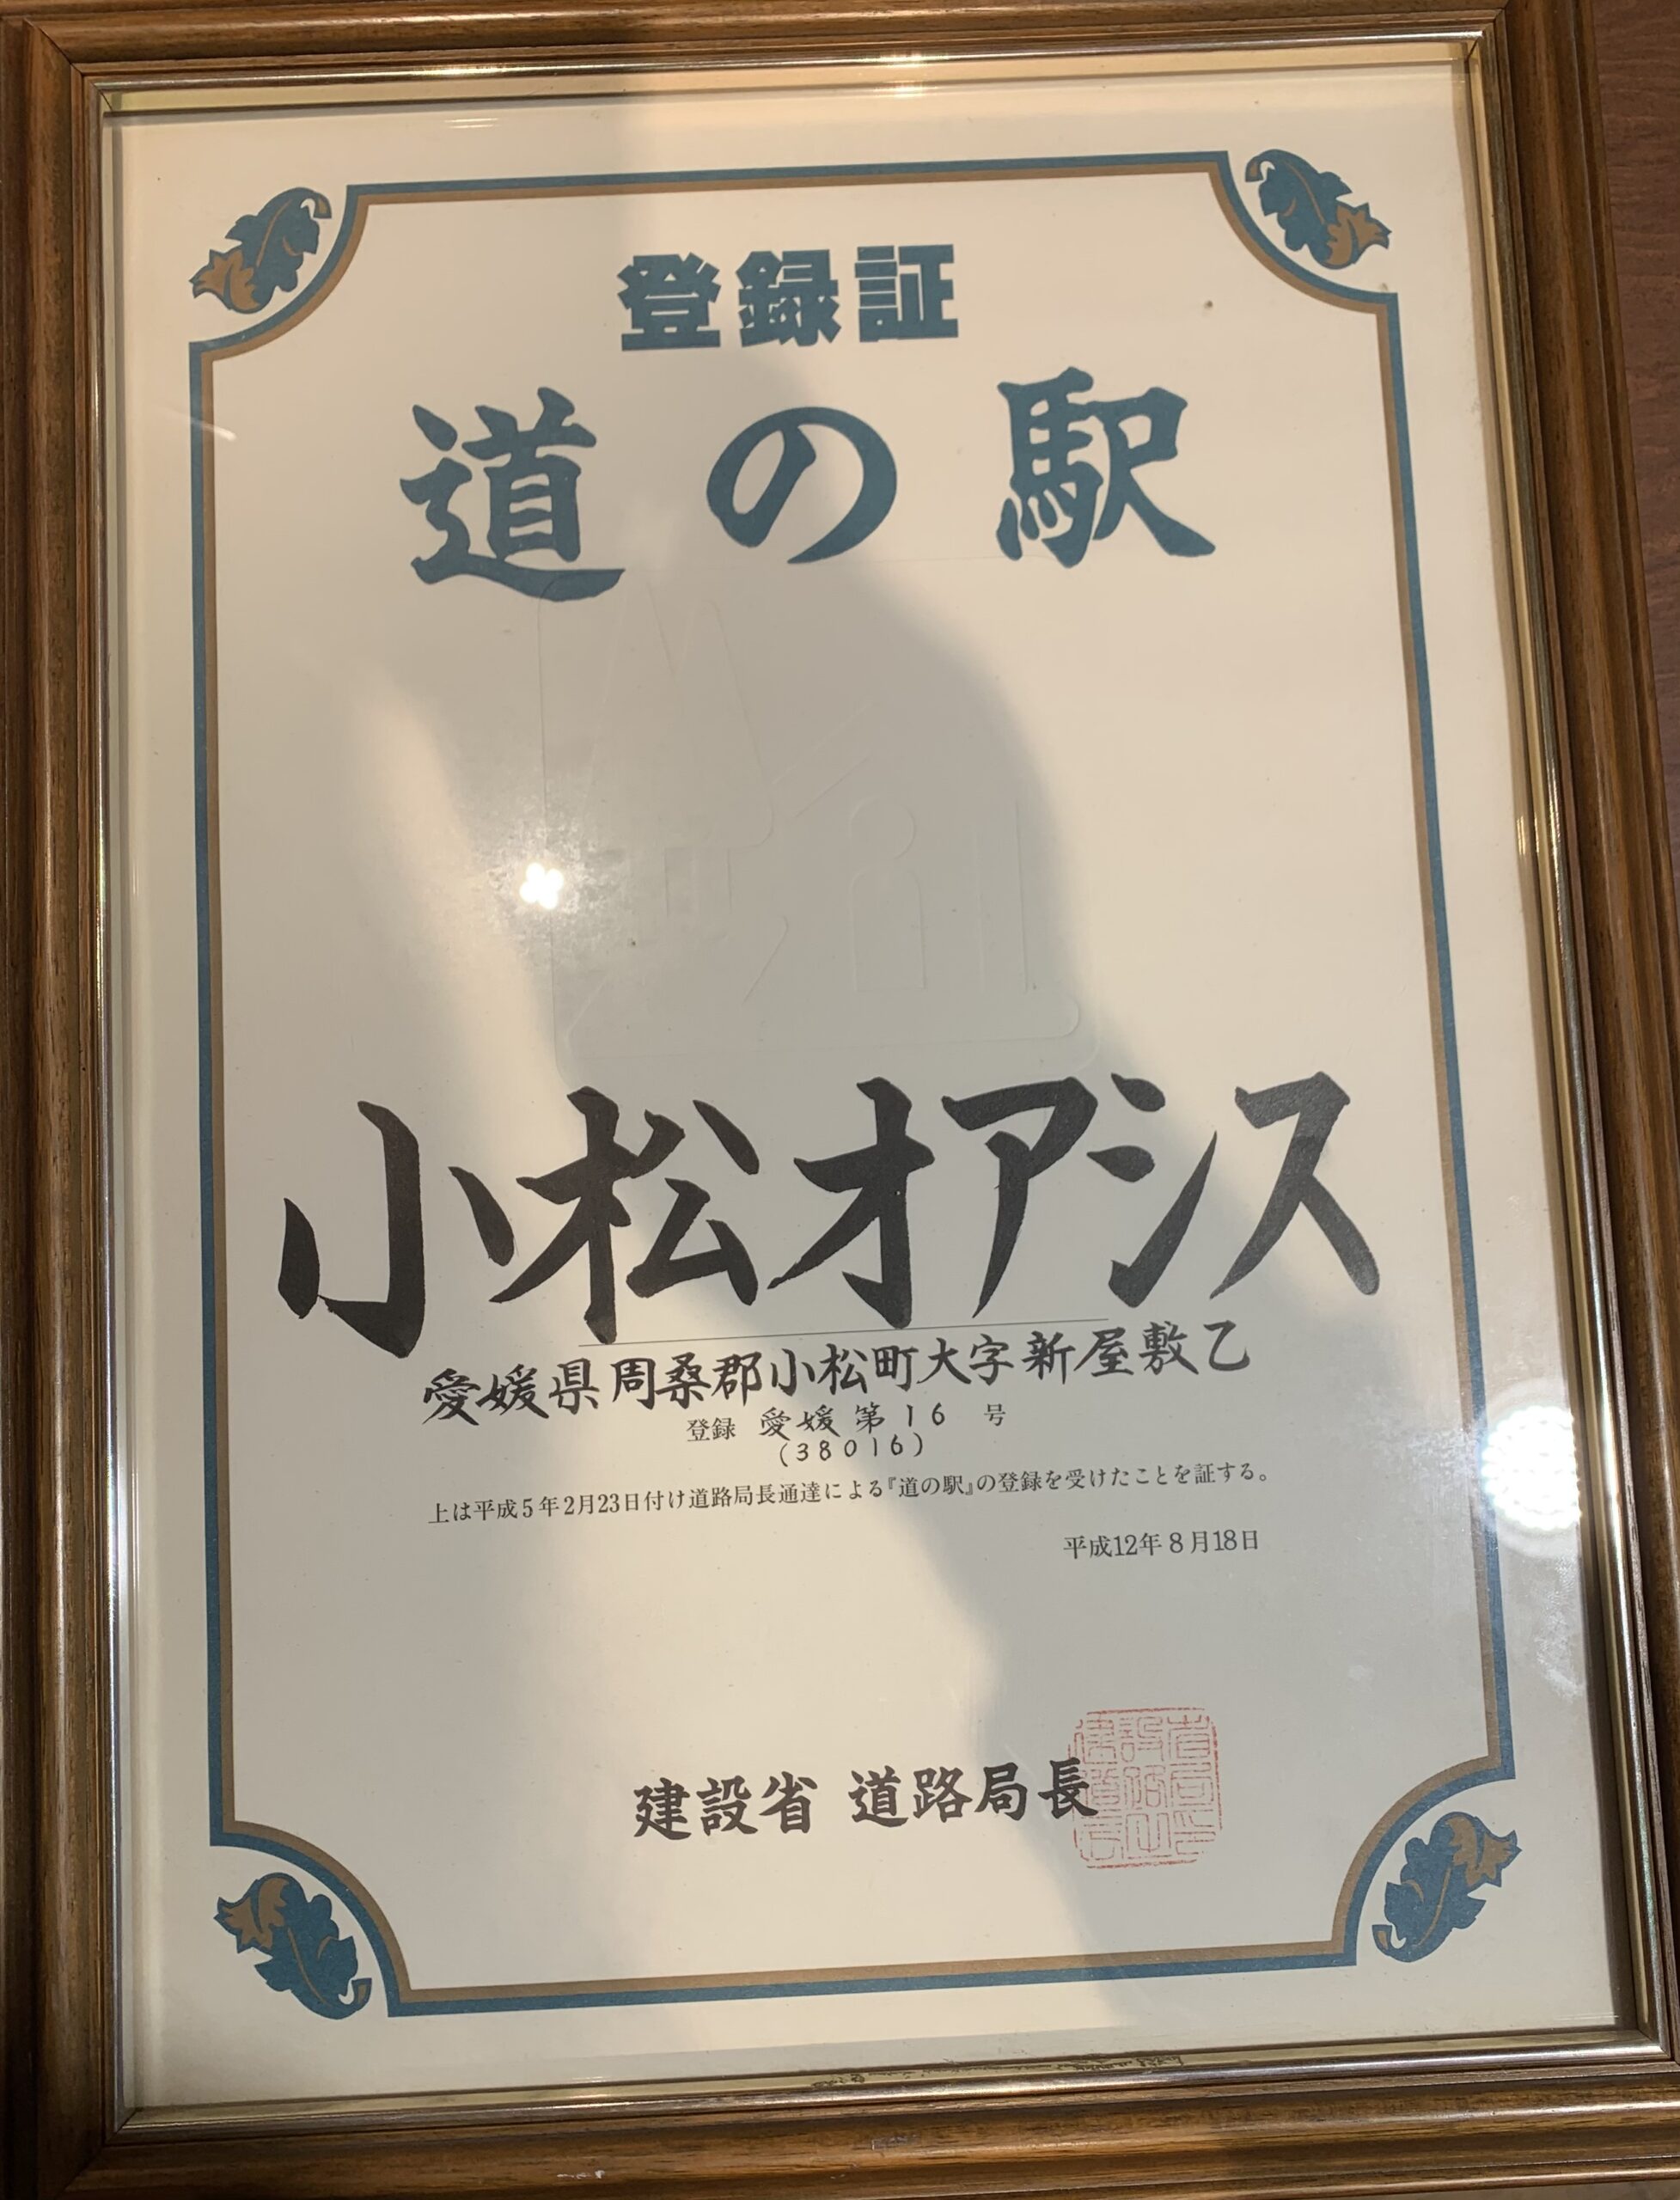 登録証
道の駅
小松オアシス
愛媛県周桑郡小松町大字新屋敷乙
登録 愛媛第16号
(38016)
上は平成5年2月23日付け道路局長通達による『道の駅』の登録を受けたことを証する。
平成12年8月18日
建設省 道路局長